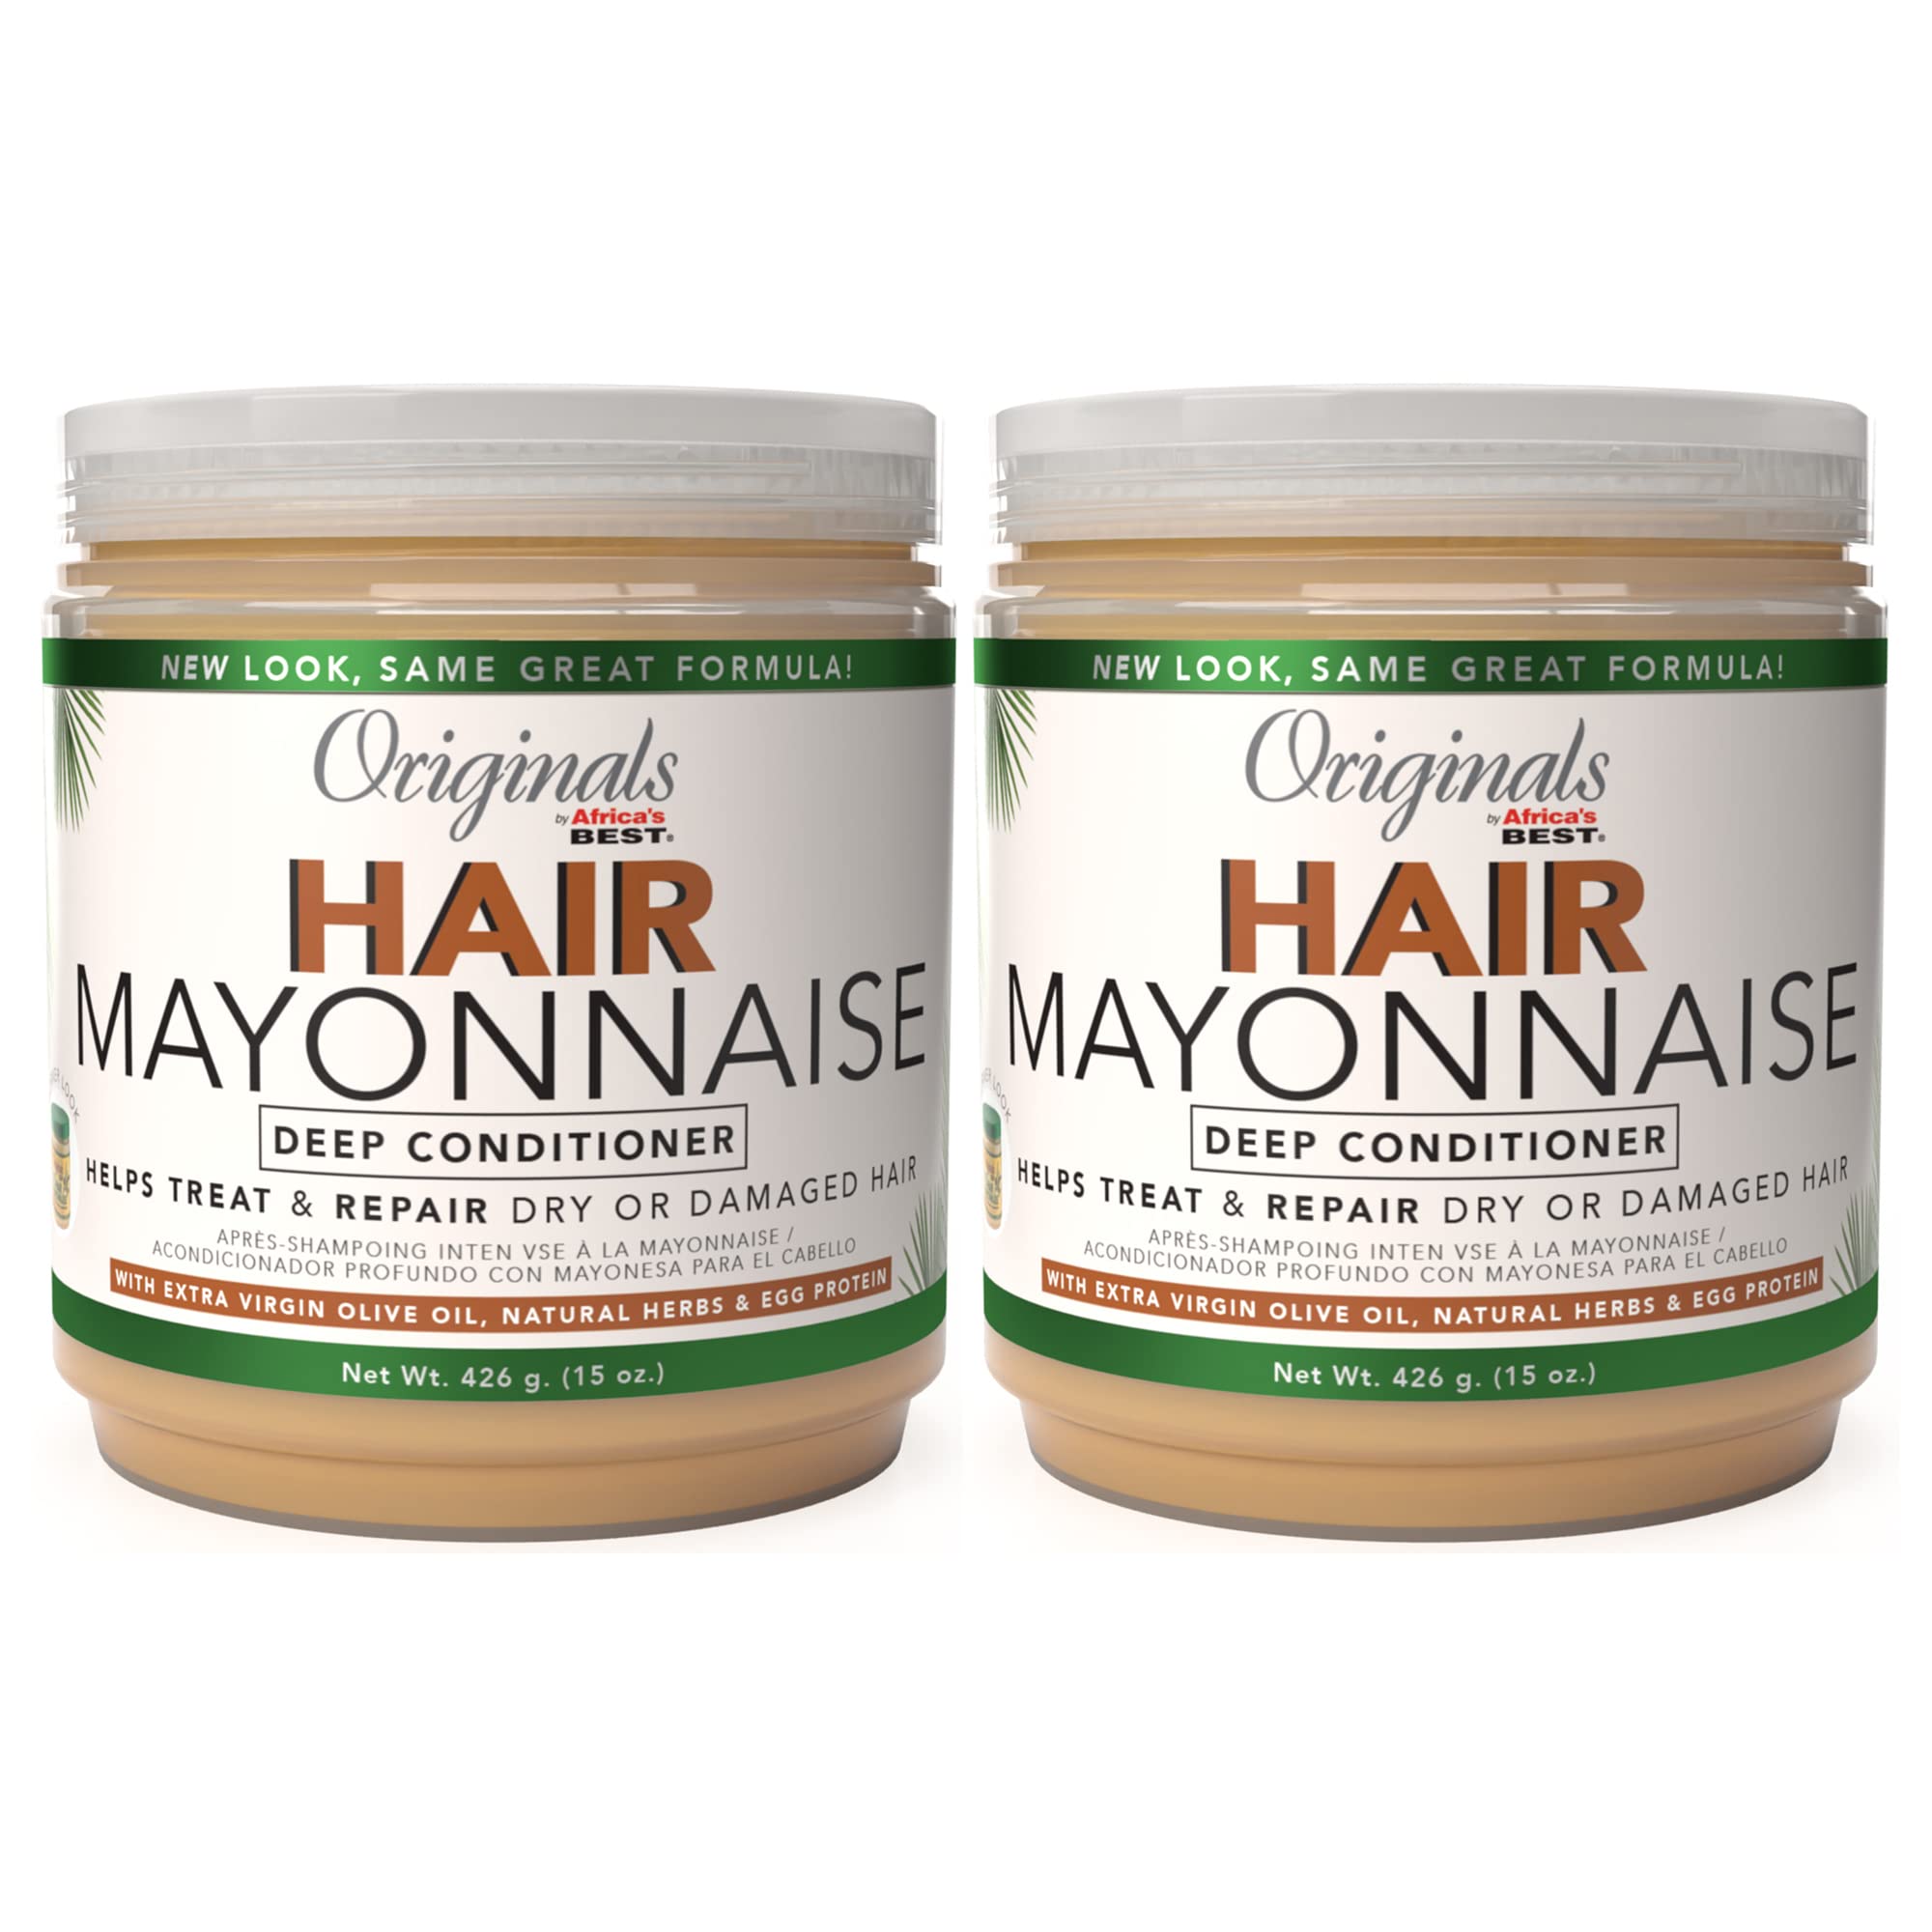 NEW LOOK, SAME GREAT FORMULA!
Originals
by Africa's
BEST®
HAIR
MAYONNAISE
DEEP CONDITIONER
HELPS TREAT & REPAIR DRY OR DAMAGED HAIR
APRÈS-SHAMPOING INTEN VSE À LA MAYONNAISE /
ACONDICIONADOR PROFUNDO CON MAYONESA PARA EL CABELLO
WITH EXTRA VIRGIN OLIVE OIL, NATURAL HERBS & EGG PROTEIN
Net Wt. 426 g. (15 oz.)
LOOK
NEW LOOK, SAME GREAT FORMULA!
Originals
by Africa's
BEST®
HAIR
MAYONNAISE
DEEP CONDITIONER
HELPS TREAT & REPAIR DRY OR DAMAGED HAIR
APRÈS-SHAMPOING INTEN VSE À LA MAYONNAISE /
ACONDICIONADOR PROFUNDO CON MAYONESA PARA EL CABELLO
WITH EXTRA VIRGIN OLIVE OIL, NATURAL HERBS & EGG PROTEIN
Net Wt. 426 g. (15 oz.)
LOOK